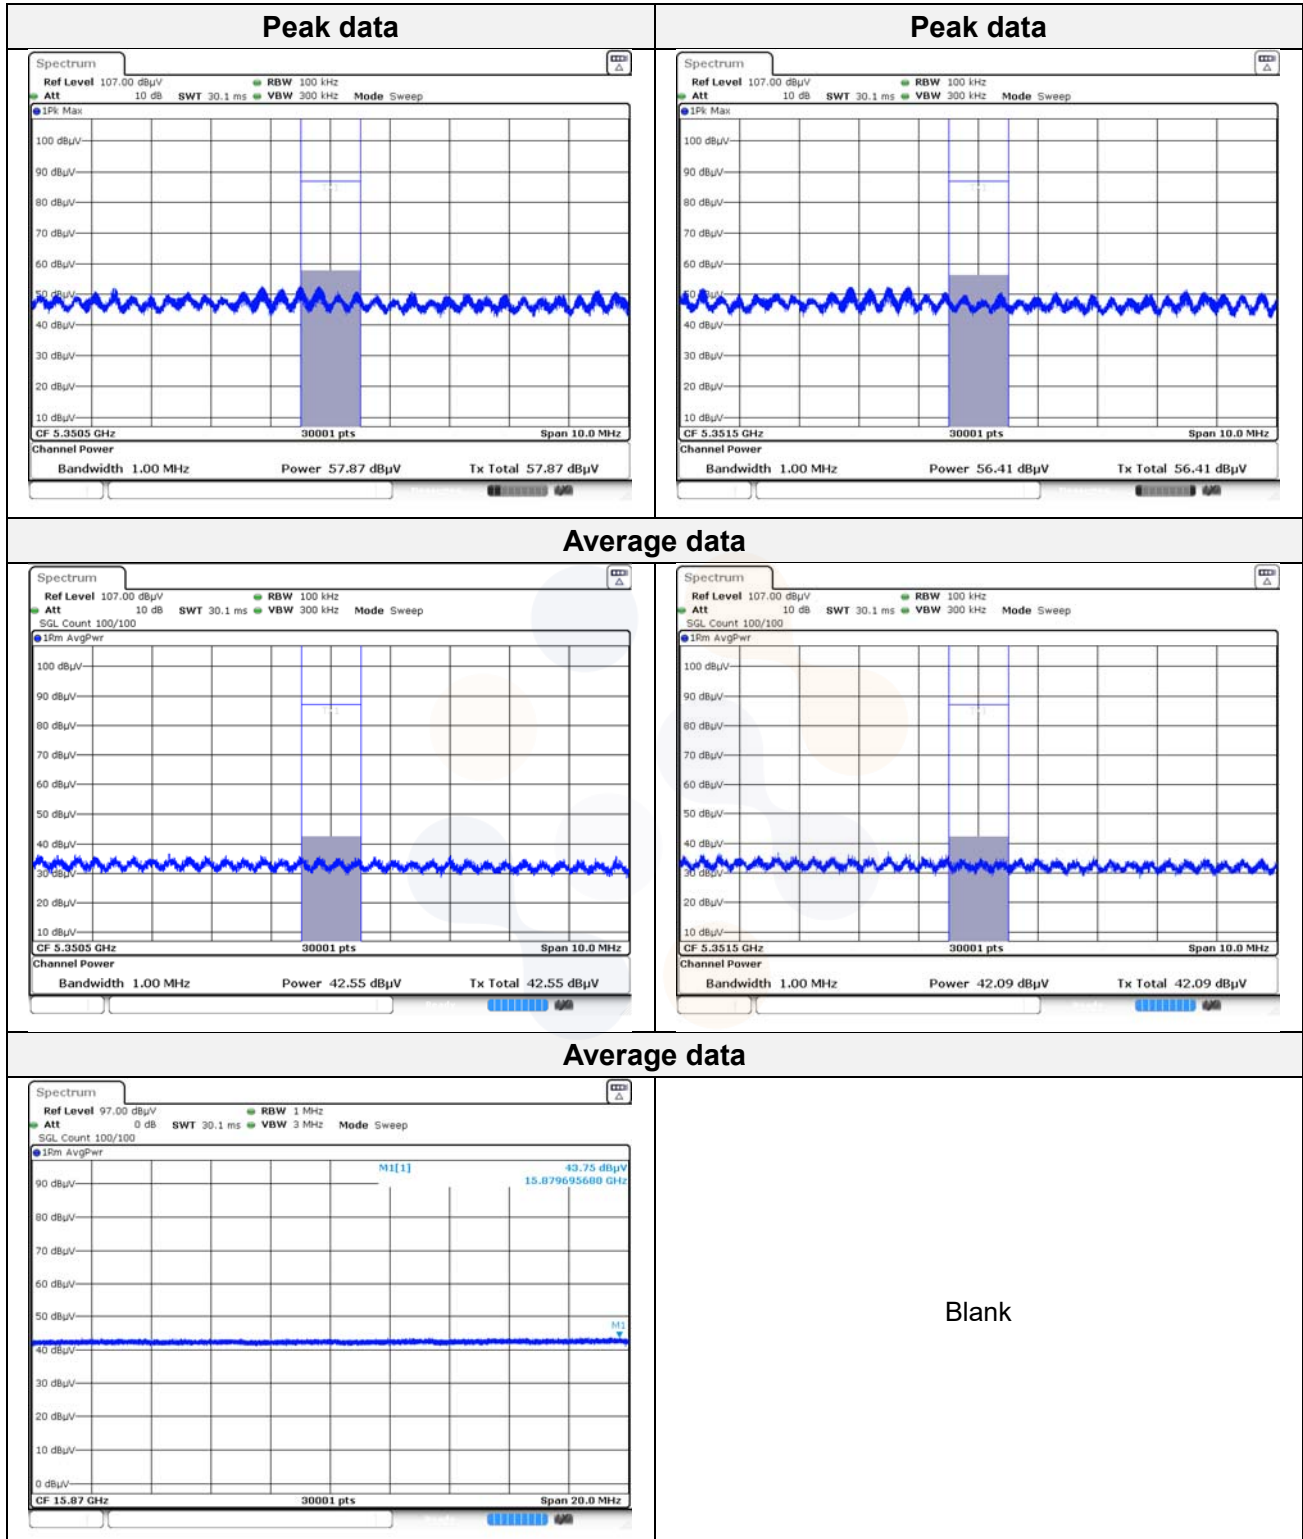 Peak data
Peak data
Spectrum
Ref Level 107.00 dBµV RBW 100 kHz
Att 10 dB SWT 30.1 ms VBW 300 kHz Mode Sweep
1Pk Max
100 dBµV
90 dBµV
80 dBµV
70 dBµV
60 dBµV
50 dBµV
40 dBµV
30 dBµV
20 dBµV
10 dBµV
CF 5.3505 GHz 30001 pts Span 10.0 MHz
Channel Power
Bandwidth 1.00 MHz Power 57.87 dBµV Tx Total 57.87 dBµV
Spectrum
Ref Level 107.00 dBµV RBW 100 kHz
Att 10 dB SWT 30.1 ms VBW 300 kHz Mode Sweep
1Pk Max
100 dBµV
90 dBµV
80 dBµV
70 dBµV
60 dBµV
50 dBµV
40 dBµV
30 dBµV
20 dBµV
10 dBµV
CF 5.3515 GHz 30001 pts Span 10.0 MHz
Channel Power
Bandwidth 1.00 MHz Power 56.41 dBµV Tx Total 56.41 dBµV
Average data
Spectrum
Ref Level 107.00 dBµV RBW 100 kHz
Att 10 dB SWT 30.1 ms VBW 300 kHz Mode Sweep
SGL Count 100/100
1Rm AvgPwr
100 dBµV
90 dBµV
80 dBµV
70 dBµV
60 dBµV
50 dBµV
40 dBµV
30 dBµV
20 dBµV
10 dBµV
CF 5.3505 GHz 30001 pts Span 10.0 MHz
Channel Power
Bandwidth 1.00 MHz Power 42.55 dBµV Tx Total 42.55 dBµV
Spectrum
Ref Level 107.00 dBµV RBW 100 kHz
Att 10 dB SWT 30.1 ms VBW 300 kHz Mode Sweep
SGL Count 100/100
1Rm AvgPwr
100 dBµV
90 dBµV
80 dBµV
70 dBµV
60 dBµV
50 dBµV
40 dBµV
30 dBµV
20 dBµV
10 dBµV
CF 5.3515 GHz 30001 pts Span 10.0 MHz
Channel Power
Bandwidth 1.00 MHz Power 42.09 dBµV Tx Total 42.09 dBµV
Average data
Spectrum
Ref Level 97.00 dBµV RBW 1 MHz
Att 0 dB SWT 30.1 ms VBW 3 MHz Mode Sweep
SGL Count 100/100
1Rm AvgPwr
M1[1] 43.75 dBµV
15.879695680 GHz
90 dBµV
80 dBµV
70 dBµV
60 dBµV
50 dBµV
M1
40 dBµV
30 dBµV
20 dBµV
10 dBµV
0 dBµV
CF 15.87 GHz 30001 pts Span 20.0 MHz
Blank